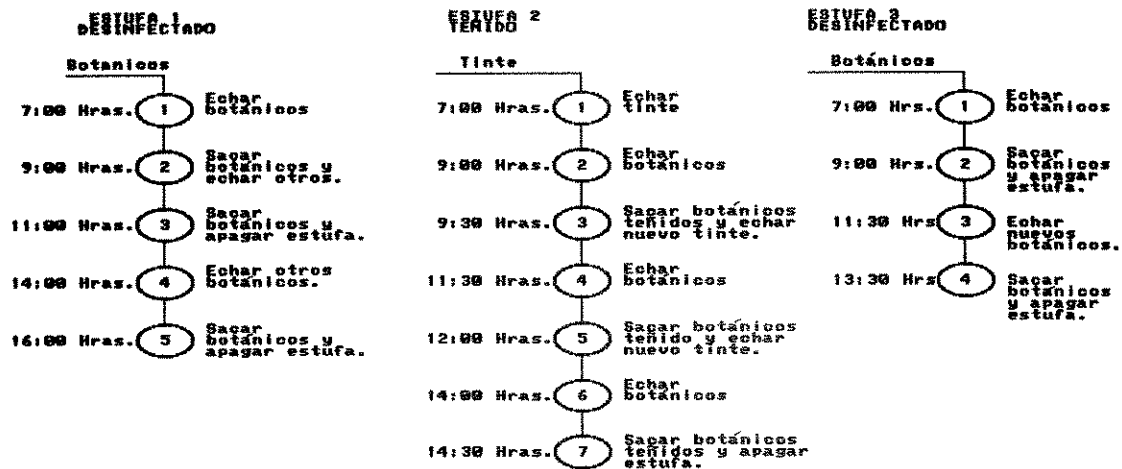 ESTUFA 1
DESINFECTADO
Botanicos
7:00 Hras.
1
Echar
botánicos
9:00 Hras.
2
Sacar
botánicos y
echar otros.
11:00 Hras.
3
Sacar
botánicos y
apagar estufa.
14:00 Hras.
4
Echar otros
botánicos.
16:00 Hras.
5
Sacar
botánicos y
apagar estufa.
ESTUFA 2
TEÑIDO
Tinte
7:00 Hras.
1
Echar
tinte
9:00 Hras.
2
Echar
botánicos
9:30 Hras.
3
Sacar botánicos
teñidos y echar
nuevo tinte.
11:30 Hras.
4
Echar
botánicos
12:00 Hras.
5
Sacar botánicos
teñido y echar
nuevo tinte.
14:00 Hras.
6
Echar
botánicos
14:30 Hras.
7
Sacar botánicos
teñidos y apagar
estufa.
ESTUFA 3
DESINFECTADO
Botánicos
7:00 Hrs.
1
Echar
botánicos
9:00 Hrs.
2
Sacar
botánicos
y apagar
estufa.
11:30 Hrs
3
Echar
nuevos
botánicos.
13:30 Hrs
4
Sacar
botánicos
y apagar
estufa.